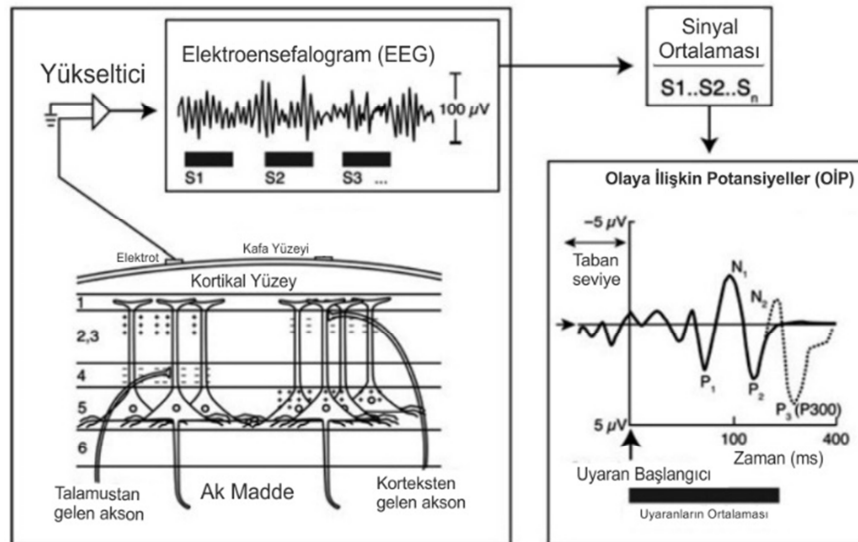 Yükseltici
Elektroensefalogram (EEG)
100 µV
S1 S2 S3 ...
Sinyal
Ortalaması
S1..S2..Sn
Elektrot
Kafa Yüzeyi
Kortikal Yüzey
1
2,3
4
5
6
Talamustan
gelen akson
Ak Madde
Korteksten
gelen akson
Olaya İlişkin Potansiyeller (OİP)
-5 µV
Taban
seviye
N1
N2
P1
P2
P3 (P300)
5 µV
100
400
Zaman (ms)
Uyaran Başlangıcı
Uyaranların Ortalaması